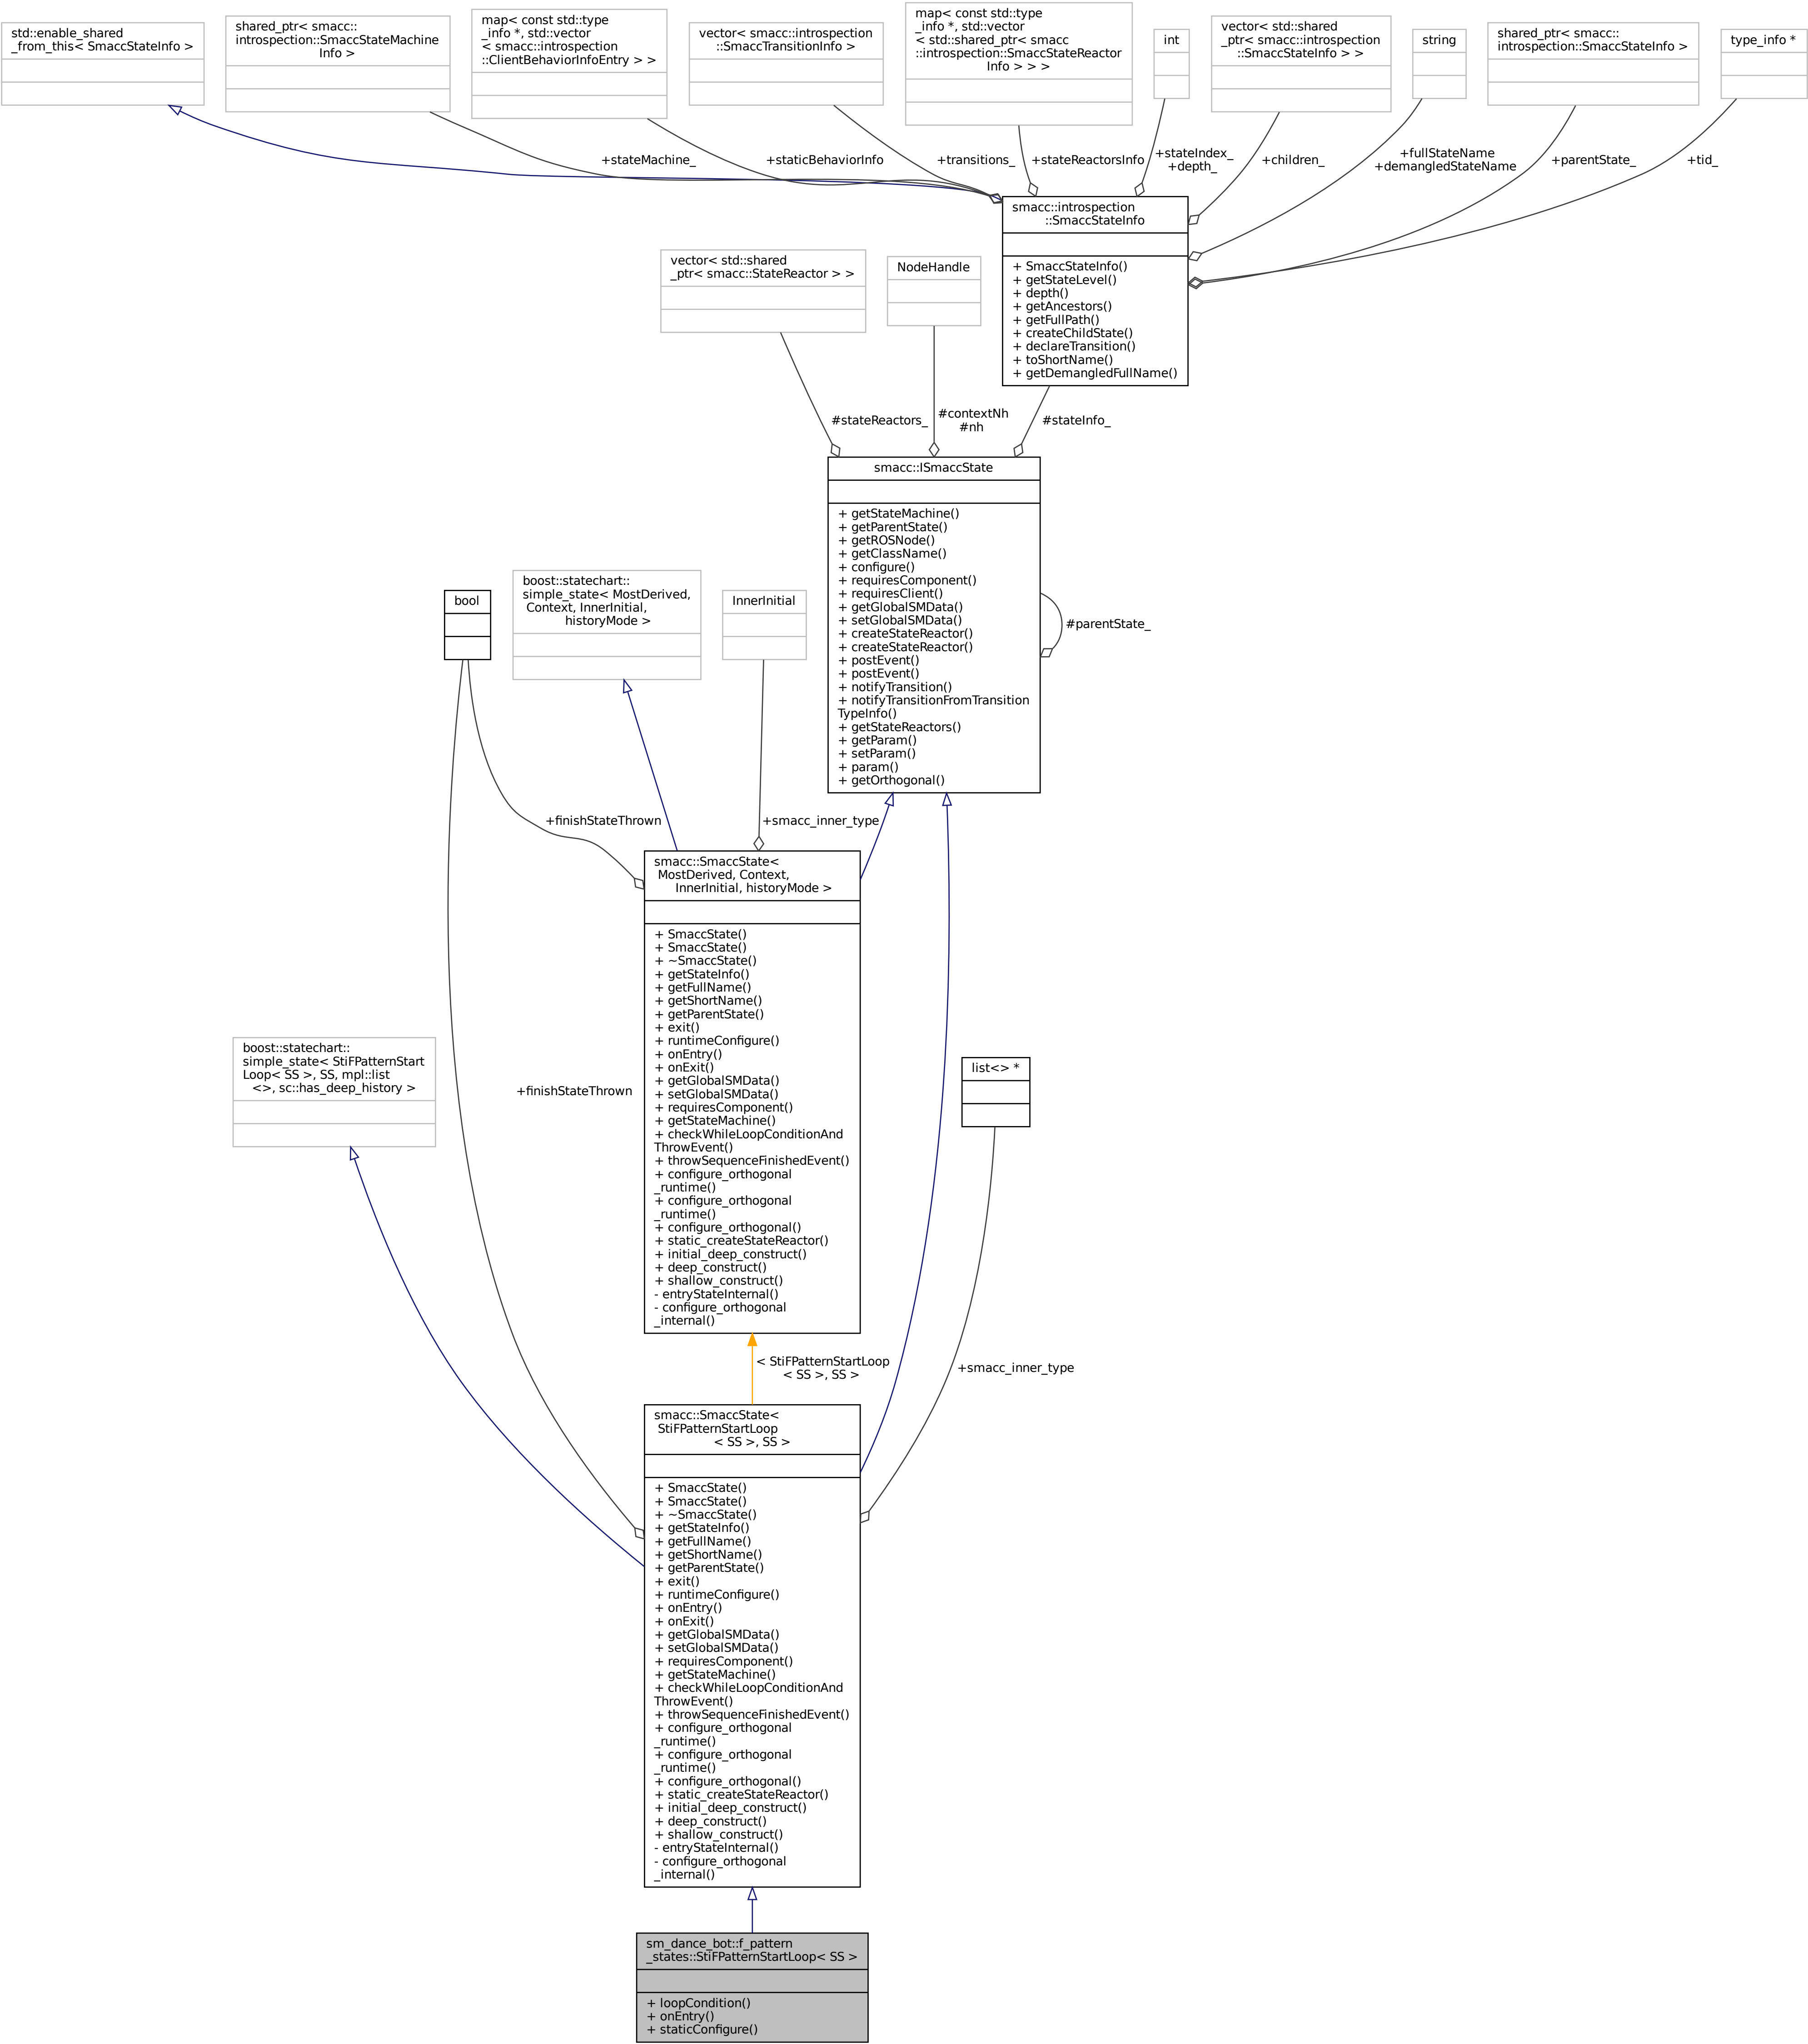 std::enable_shared
_from_this< SmaccStateInfo >
shared_ptr< smacc::
introspection::SmaccStateMachine
Info >
map< const std::type
_info *, std::vector
< smacc::introspection
::ClientBehaviorInfoEntry > >
vector< smacc::introspection
::SmaccTransitionInfo >
map< const std::type
_info *, std::vector
< std::shared_ptr< smacc
::introspection::SmaccStateReactor
Info > > >
int
vector< std::shared
_ptr< smacc::introspection
::SmaccStateInfo > >
string
shared_ptr< smacc::
introspection::SmaccStateInfo >
type_info *
+stateMachine_
+staticBehaviorInfo
+transitions_
+stateReactorsInfo
+stateIndex_
+depth_
+children_
+fullStateName
+demangledStateName
+parentState_
+tid_
smacc::introspection
::SmaccStateInfo
+ SmaccStateInfo()
+ getStateLevel()
+ depth()
+ getAncestors()
+ getFullPath()
+ createChildState()
+ declareTransition()
+ toShortName()
+ getDemangledFullName()
vector< std::shared
_ptr< smacc::StateReactor > >
NodeHandle
#stateReactors_
#contextNh
#nh
#stateInfo_
smacc::ISmaccState
+ getStateMachine()
+ getParentState()
+ getROSNode()
+ getClassName()
+ configure()
+ requiresComponent()
+ requiresClient()
+ getGlobalSMData()
+ setGlobalSMData()
+ createStateReactor()
+ createStateReactor()
+ postEvent()
+ postEvent()
+ notifyTransition()
+ notifyTransitionFromTransition
TypeInfo()
+ getStateReactors()
+ getParam()
+ setParam()
+ param()
+ getOrthogonal()
#parentState_
bool
boost::statechart::
simple_state< MostDerived,
Context, InnerInitial,
historyMode >
InnerInitial
+finishStateThrown
+smacc_inner_type
smacc::SmaccState<
MostDerived, Context,
InnerInitial, historyMode >
+ SmaccState()
+ SmaccState()
+ ~SmaccState()
+ getStateInfo()
+ getFullName()
+ getShortName()
+ getParentState()
+ exit()
+ runtimeConfigure()
+ onEntry()
+ onExit()
+ getGlobalSMData()
+ setGlobalSMData()
+ requiresComponent()
+ getStateMachine()
+ checkWhileLoopConditionAnd
ThrowEvent()
+ throwSequenceFinishedEvent()
+ configure_orthogonal
_runtime()
+ configure_orthogonal
_runtime()
+ configure_orthogonal()
+ static_createStateReactor()
+ initial_deep_construct()
+ deep_construct()
+ shallow_construct()
- entryStateInternal()
- configure_orthogonal
_internal()
boost::statechart::
simple_state< StiFPatternStart
Loop< SS >, SS, mpl::list
<>, sc::has_deep_history >
+finishStateThrown
list<> *
< StiFPatternStartLoop
< SS >, SS >
+smacc_inner_type
smacc::SmaccState<
StiFPatternStartLoop
< SS >, SS >
+ SmaccState()
+ SmaccState()
+ ~SmaccState()
+ getStateInfo()
+ getFullName()
+ getShortName()
+ getParentState()
+ exit()
+ runtimeConfigure()
+ onEntry()
+ onExit()
+ getGlobalSMData()
+ setGlobalSMData()
+ requiresComponent()
+ getStateMachine()
+ checkWhileLoopConditionAnd
ThrowEvent()
+ throwSequenceFinishedEvent()
+ configure_orthogonal
_runtime()
+ configure_orthogonal
_runtime()
+ configure_orthogonal()
+ static_createStateReactor()
+ initial_deep_construct()
+ deep_construct()
+ shallow_construct()
- entryStateInternal()
- configure_orthogonal
_internal()
sm_dance_bot::f_pattern
_states::StiFPatternStartLoop< SS >
+ loopCondition()
+ onEntry()
+ staticConfigure()